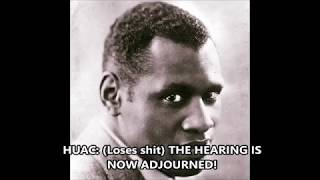 HUAC: (Loses shit) THE HEARING IS
NOW ADJOURNED!